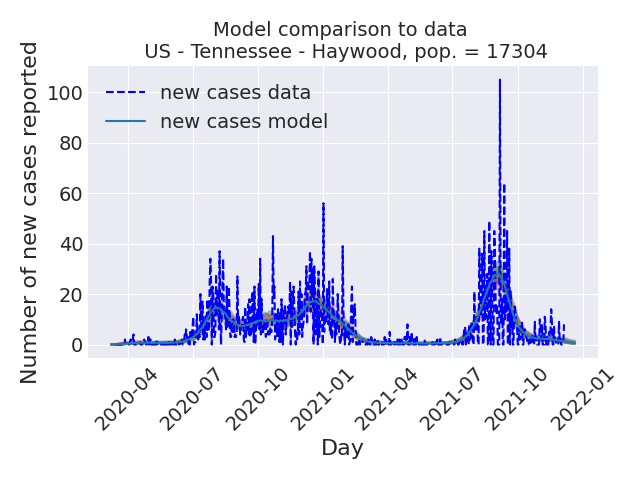 Model comparison to data
US - Tennessee - Haywood, pop. = 17304
Number of new cases reported
100
80
60
40
20
0
new cases data
new cases model
2020-04
2020-07
2020-10
2021-01
2021-04
2021-07
2021-10
2022-01
Day